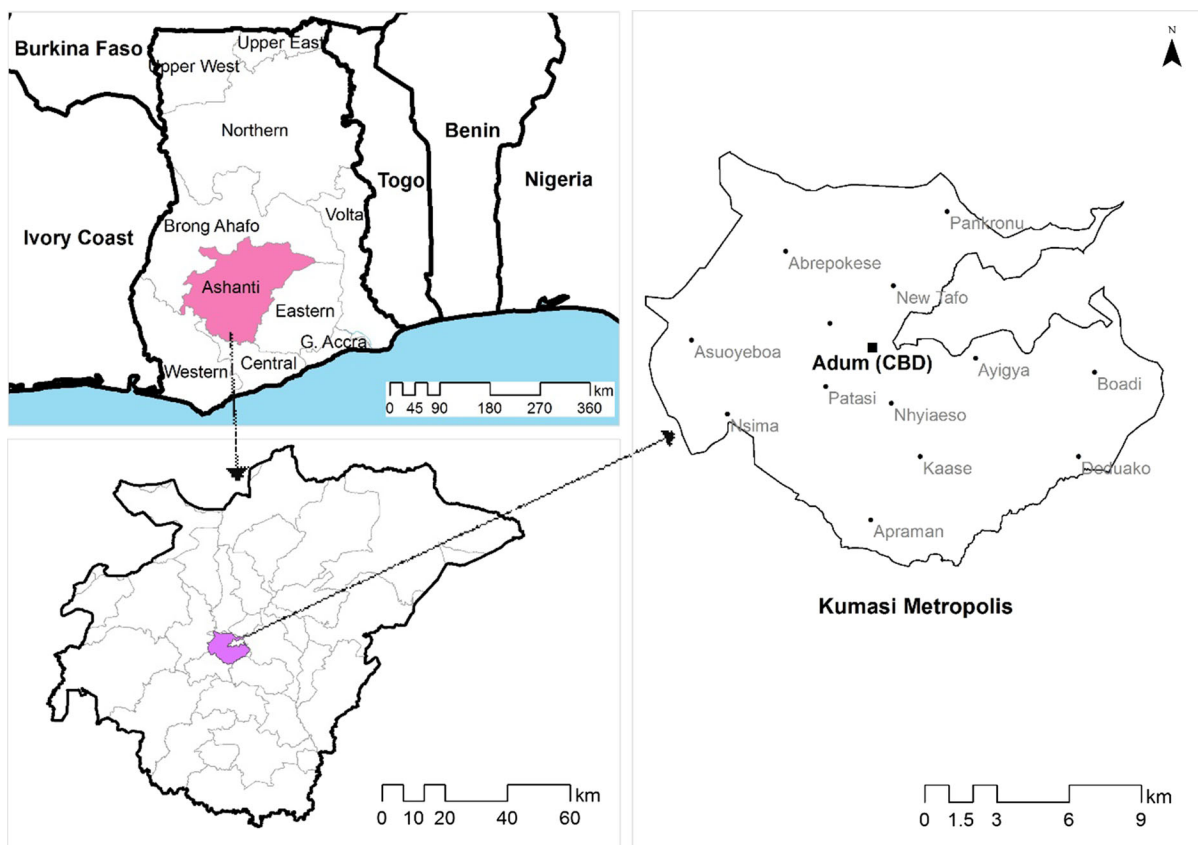 Burkina Faso
Upper East
Upper West
Northern
Benin
Togo
Nigeria
Volta
Brong Ahafo
Ivory Coast
Ashanti
Eastern
G. Accra
Central
Western
km
0 45 90 180 270 360
km
0 10 20 40 60
N
Pankronu
Abrepokese
New Tafo
Asuoyeboa
Adum (CBD)
Ayigya
Boadi
Patasi
Nhyiaeso
Nsima
Kaase
Deduako
Apraman
Kumasi Metropolis
km
0 1.5 3 6 9